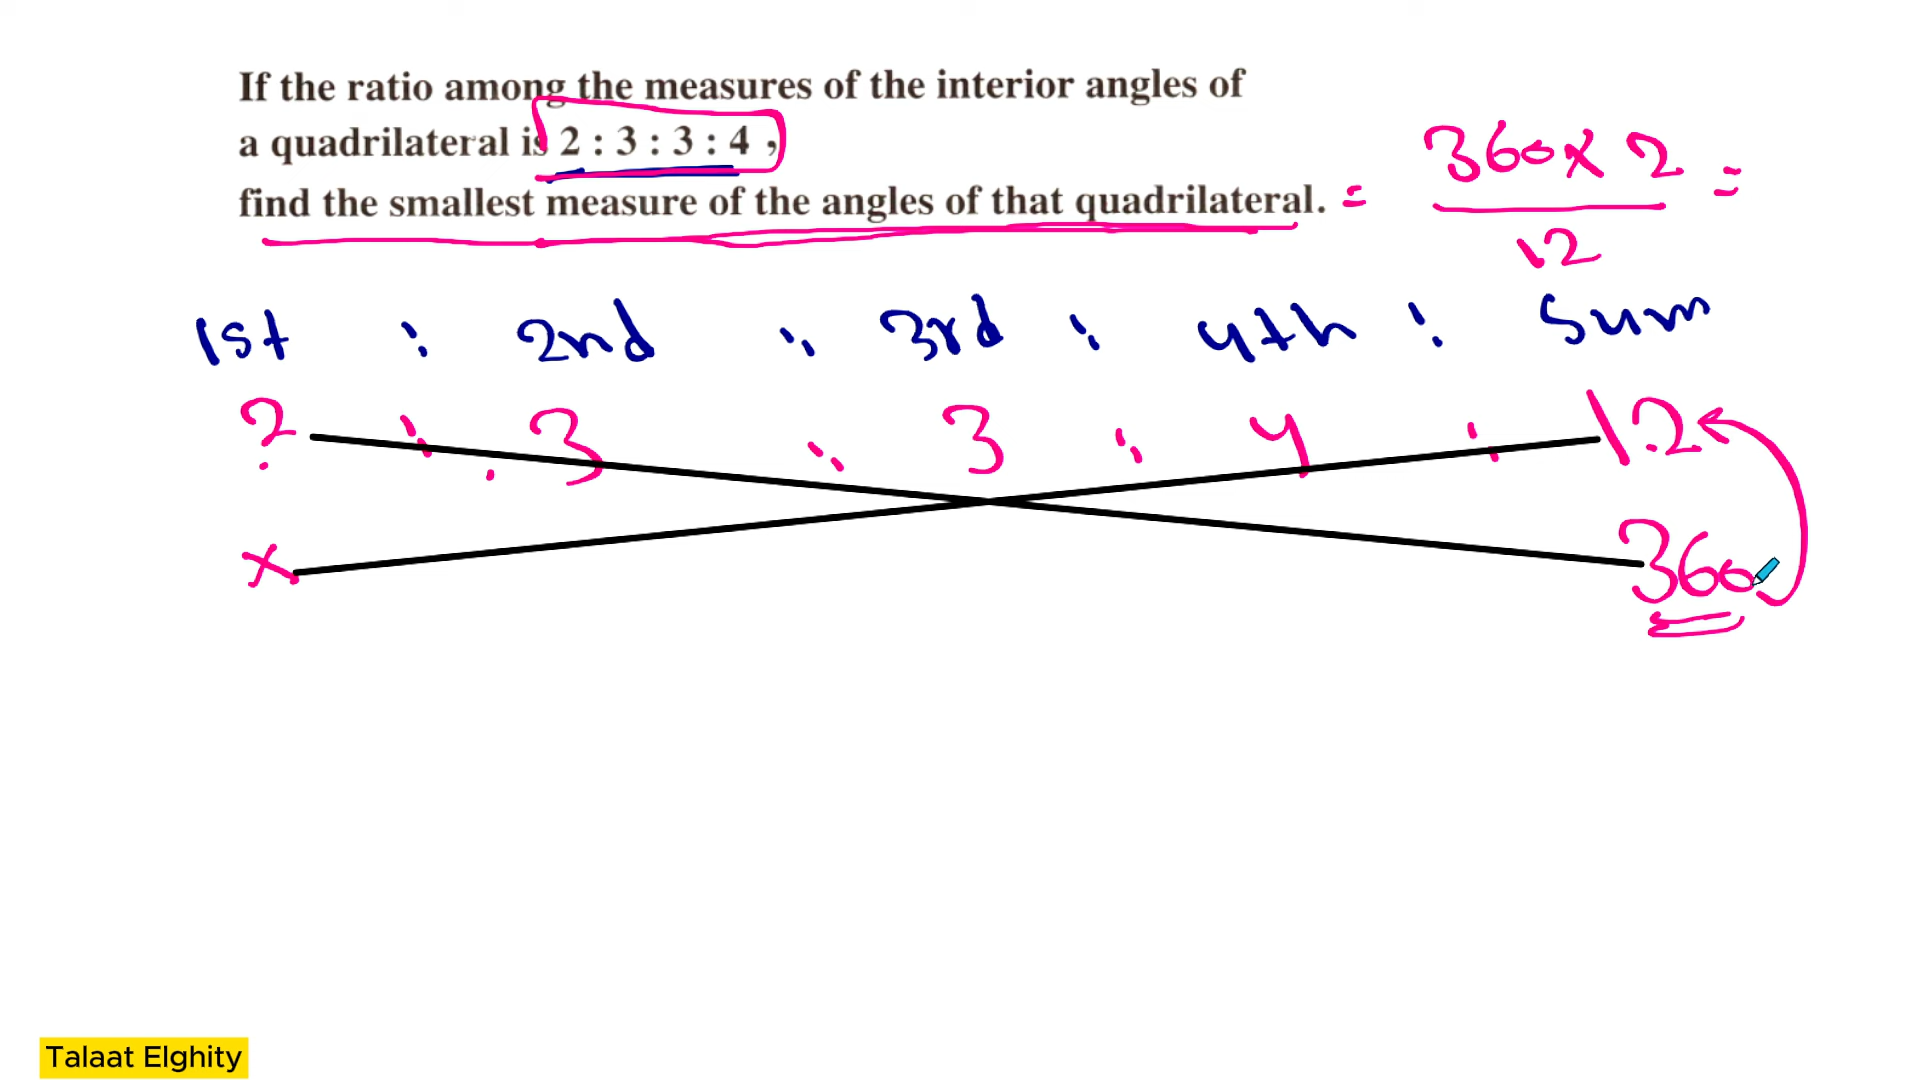 If the ratio among the measures of the interior angles of
a quadrilateral is 2 : 3 : 3 : 4 ,
find the smallest measure of the angles of that quadrilateral. = 360 × 2 =
12
1st : 2nd : 3rd : 4th : Sum
2 : 3 : 3 : 4 : 12
x 360
Talaat Elghity